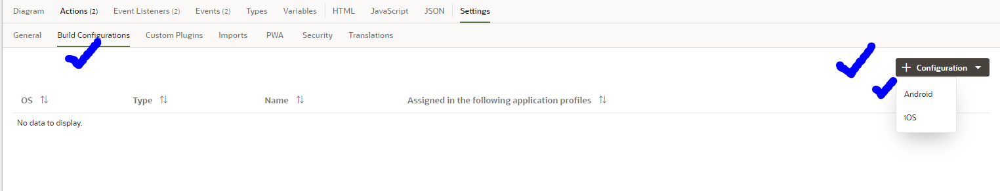 Diagram Actions (2) Event Listeners (2) Events (2) Types Variables HTML JavaScript JSON Settings
General Build Configurations Custom Plugins Imports PWA Security Translations
+ Configuration
Android
iOS
OS Type Name Assigned in the following application profiles
No data to display.